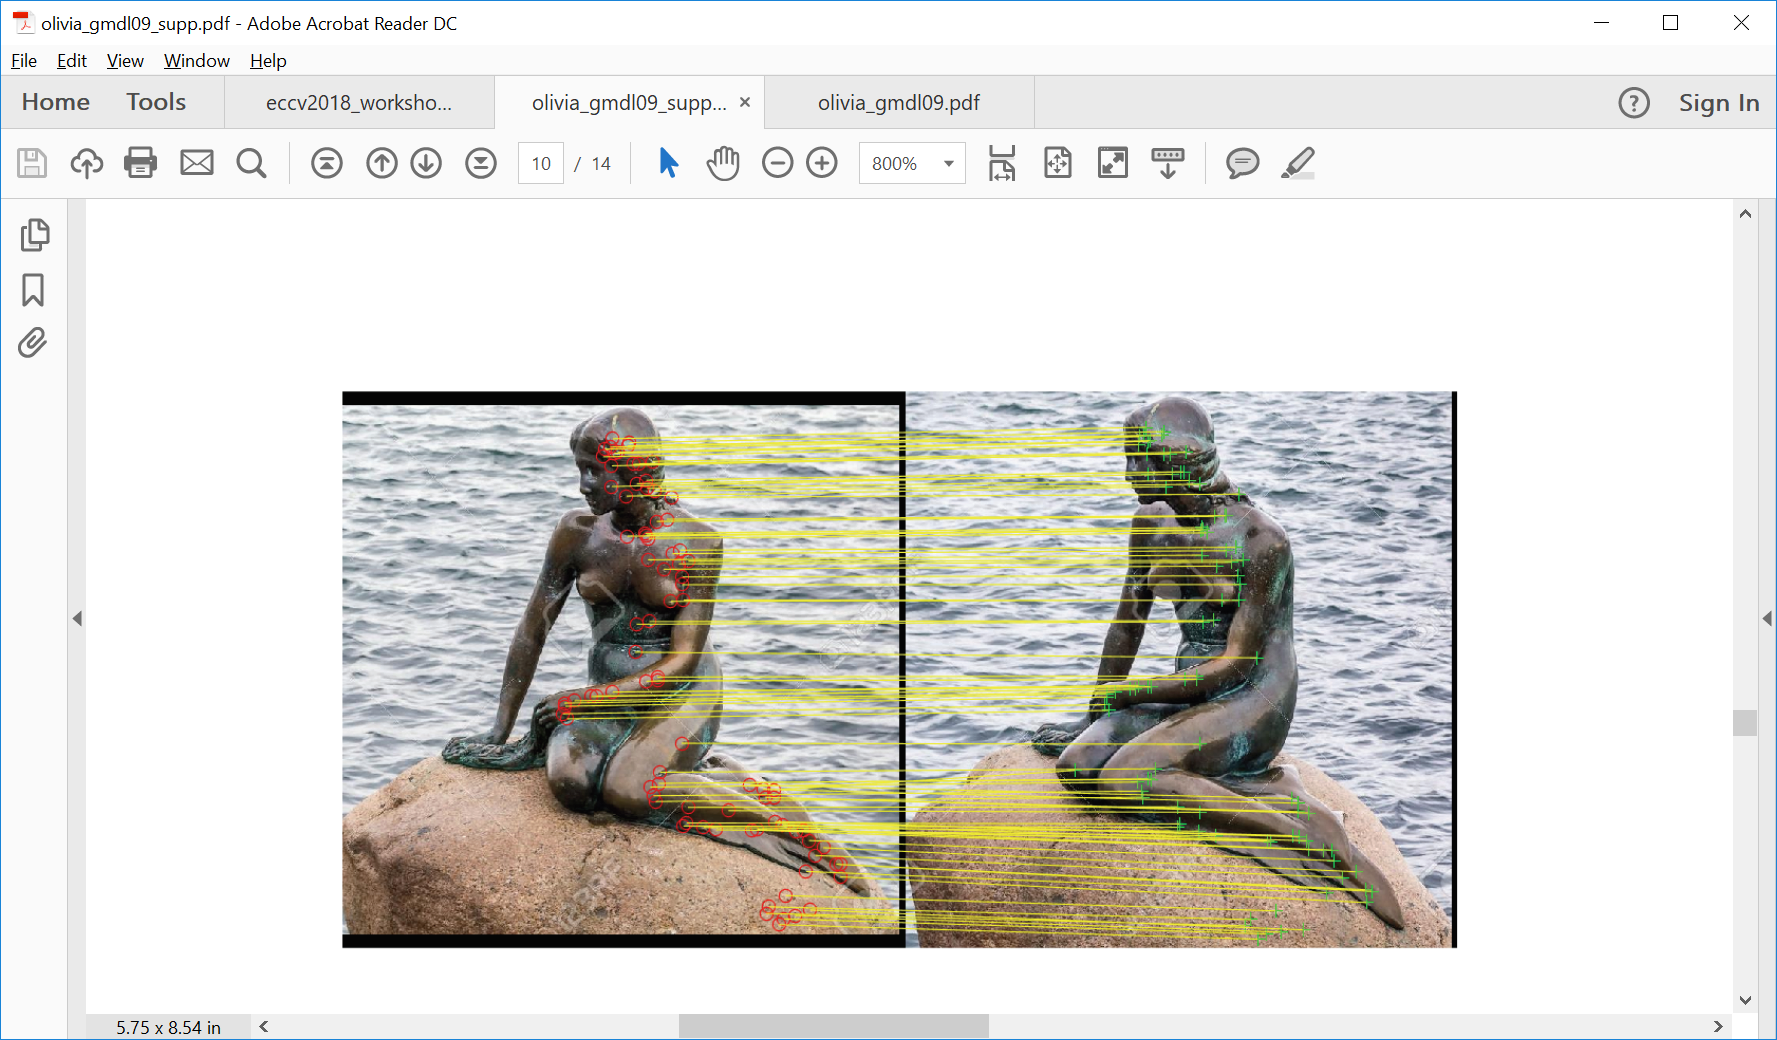 olivia_gmdl09_supp.pdf - Adobe Acrobat Reader DC
File Edit View Window Help
Home Tools eccv2018_worksho... olivia_gmdl09_supp... × olivia_gmdl09.pdf ? Sign In
10 / 14 800%
5.75 x 8.54 in